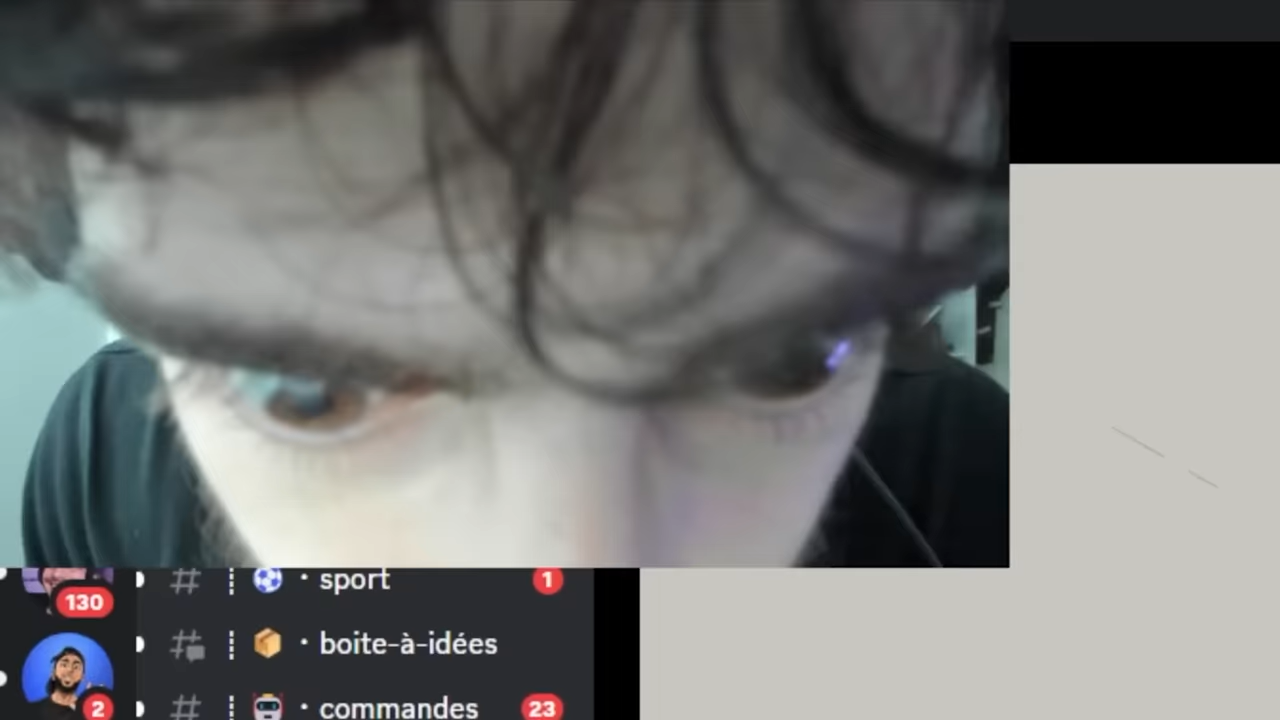 130
# ⚽ · sport 1
# 📦 · boite-à-idées
2
# 🤖 · commandes 23